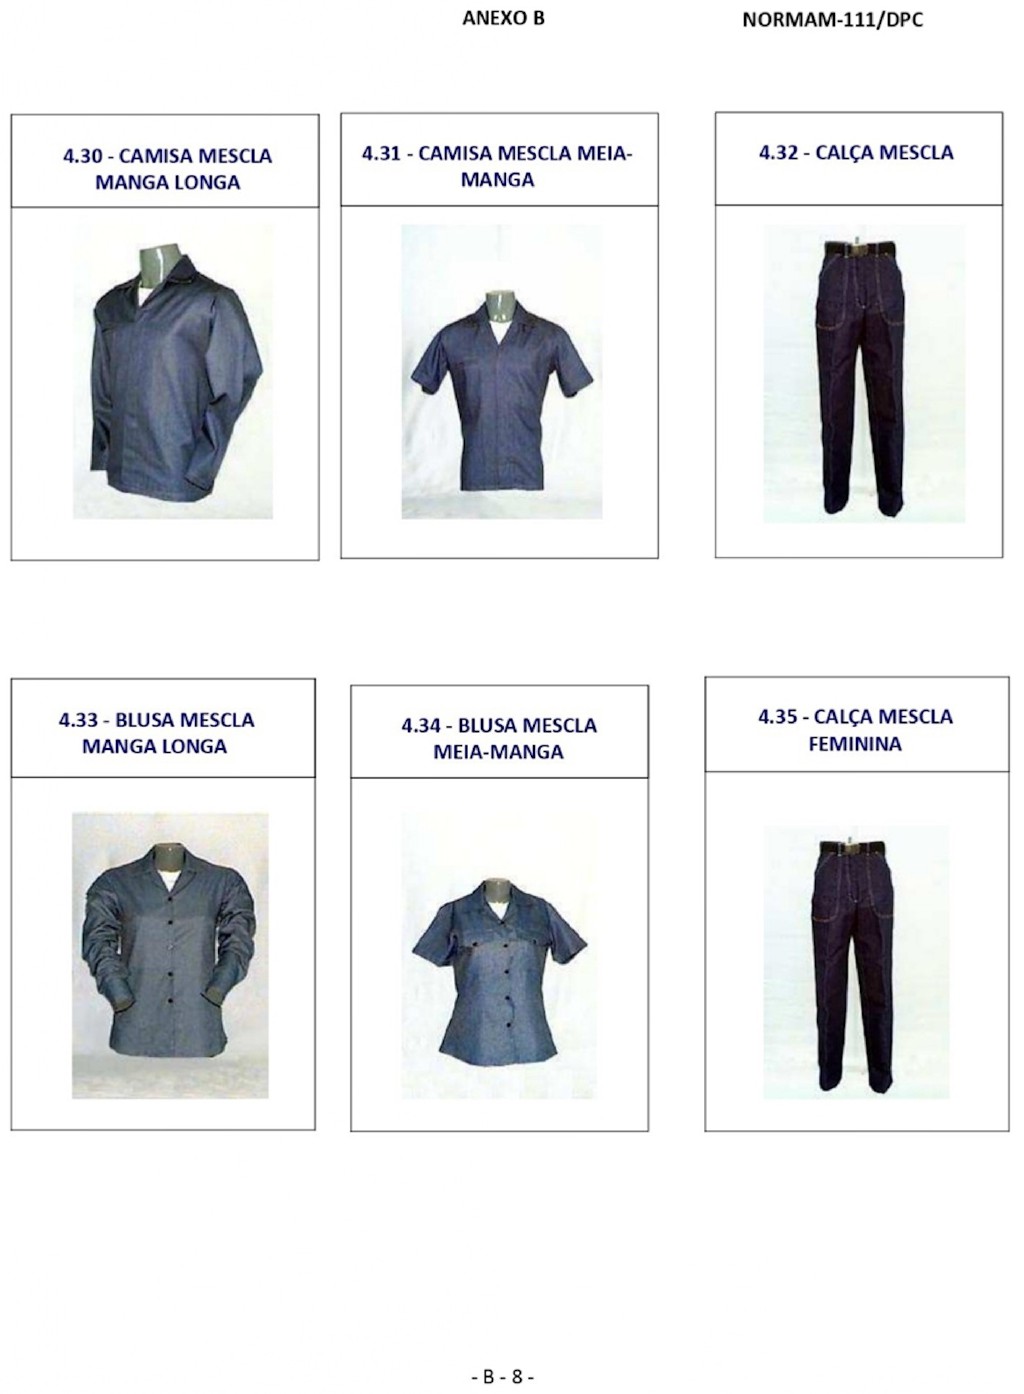 ANEXO B
NORMAM-111/DPC
4.30 - CAMISA MESCLA
MANGA LONGA
4.31 - CAMISA MESCLA MEIA-
MANGA
4.32 - CALÇA MESCLA
4.33 - BLUSA MESCLA
MANGA LONGA
4.34 - BLUSA MESCLA
MEIA-MANGA
4.35 - CALÇA MESCLA
FEMININA
- B - 8 -